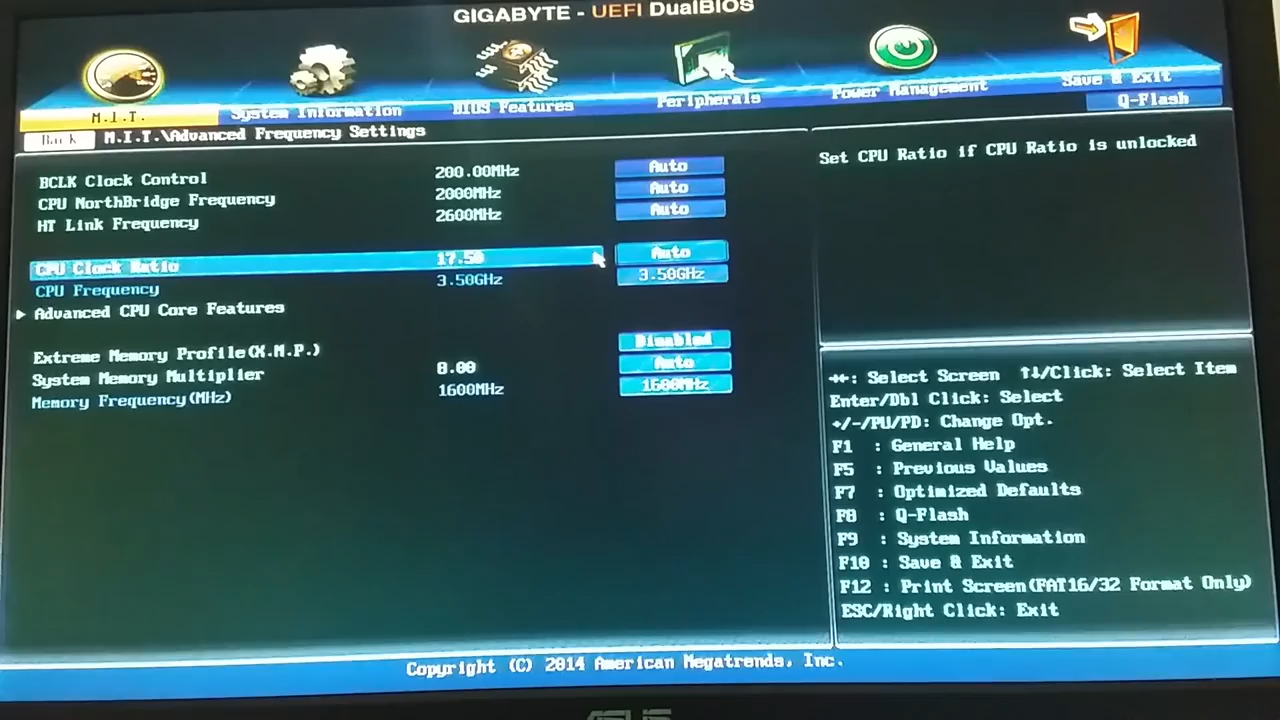 GIGABYTE - UEFI DualBIOS
M.I.T.
System Information
BIOS Features
Peripherals
Power Management
Save & Exit
Q-Flash
Back M.I.T.\Advanced Frequency Settings
BCLK Clock Control 200.00MHz Auto
CPU NorthBridge Frequency 2000MHz Auto
HT Link Frequency 2600MHz Auto
CPU Clock Ratio 17.50 Auto
CPU Frequency 3.50GHz 3.50GHz
Advanced CPU Core Features
Extreme Memory Profile(X.M.P.) Disabled
System Memory Multiplier 8.00 Auto
Memory Frequency(MHz) 1600MHz 1600MHz
Set CPU Ratio if CPU Ratio is unlocked
→←: Select Screen ↑↓/Click: Select Item
Enter/Dbl Click: Select
+/-/PU/PD: Change Opt.
F1 : General Help
F5 : Previous Values
F7 : Optimized Defaults
F8 : Q-Flash
F9 : System Information
F10 : Save & Exit
F12 : Print Screen(FAT16/32 Format Only)
ESC/Right Click: Exit
Copyright (C) 2014 American Megatrends, Inc.
ASUS